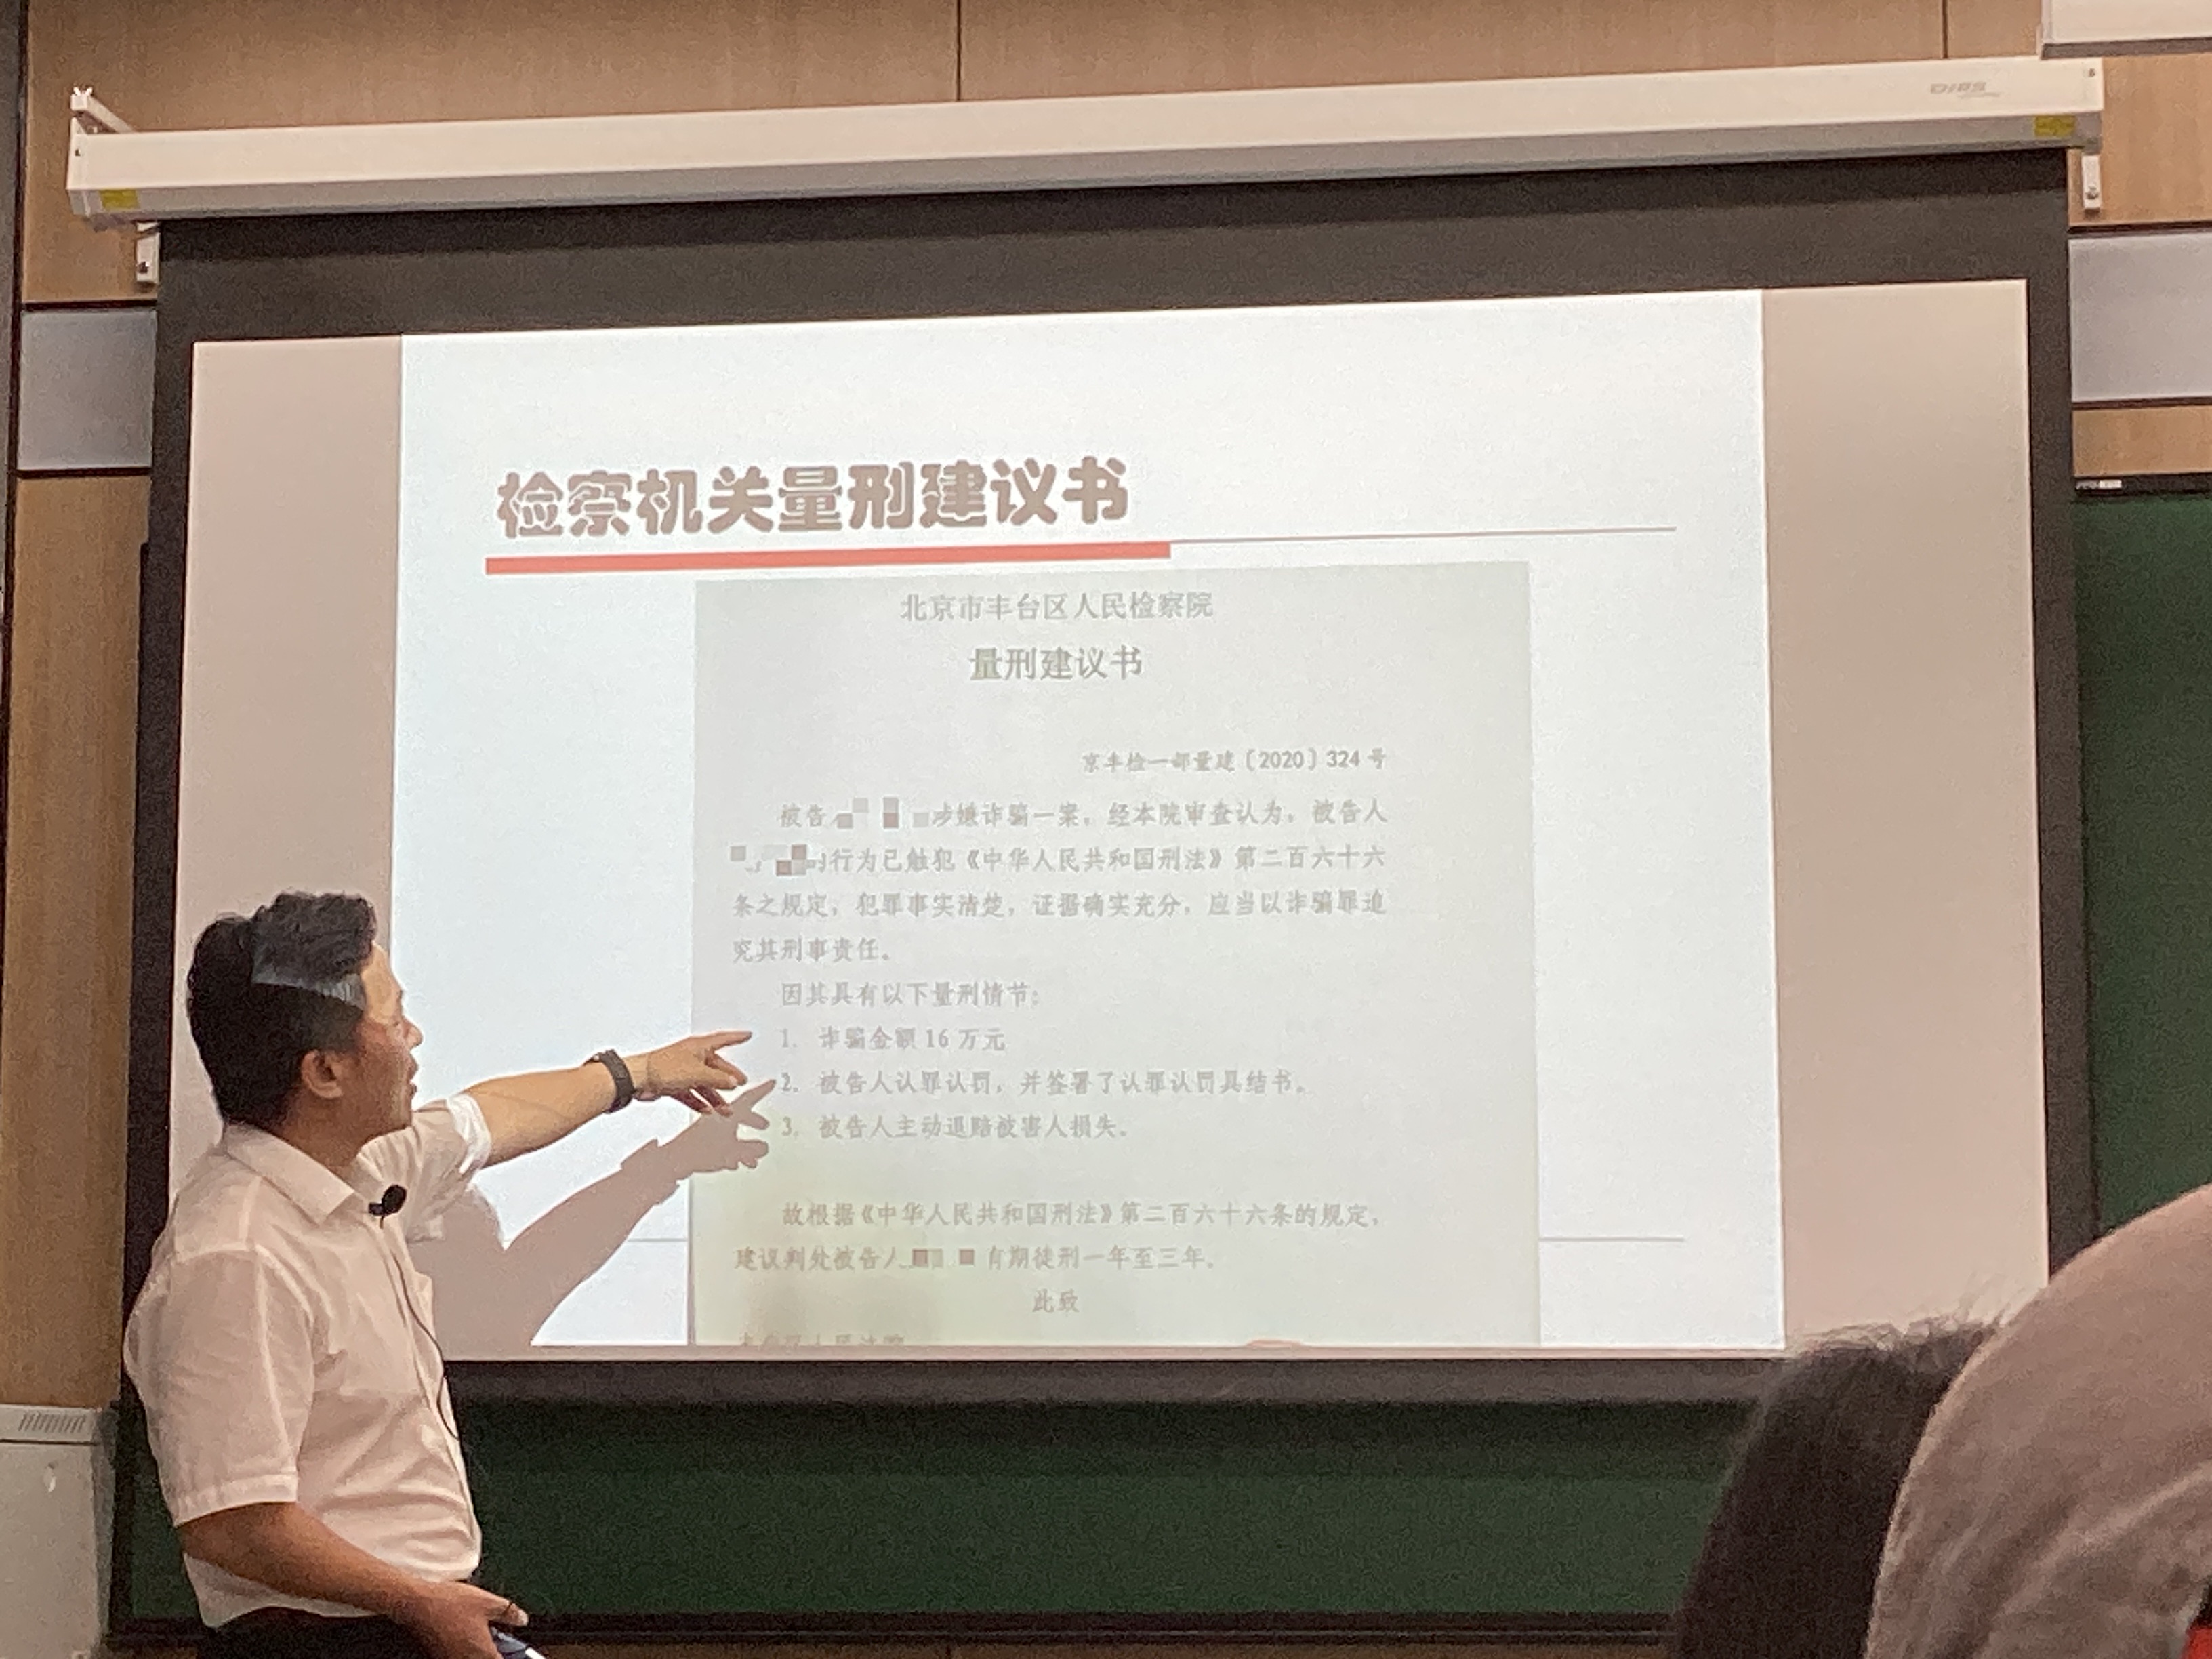 检察机关量刑建议书
北京市丰台区人民检察院
量刑建议书
京丰检一部量建〔2020〕324号
被告 涉嫌诈骗一案，经本院审查认为，被告人
的行为已触犯《中华人民共和国刑法》第二百六十六
条之规定，犯罪事实清楚，证据确实充分，应当以诈骗罪追
究其刑事责任。
因其具有以下量刑情节：
1. 诈骗金额16万元
2. 被告人认罪认罚，并签署了认罪认罚具结书。
3. 被告人主动退赔被害人损失。
故根据《中华人民共和国刑法》第二百六十六条的规定，
建议判处被告人 有期徒刑一年至三年。
此致